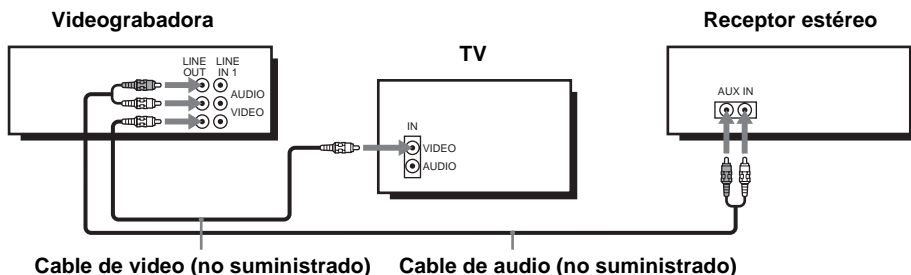 Videograbadora
Receptor estéreo
TV
LINE OUT
LINE IN 1
AUDIO
VIDEO
AUX IN
IN
VIDEO
AUDIO
Cable de video (no suministrado)
Cable de audio (no suministrado)